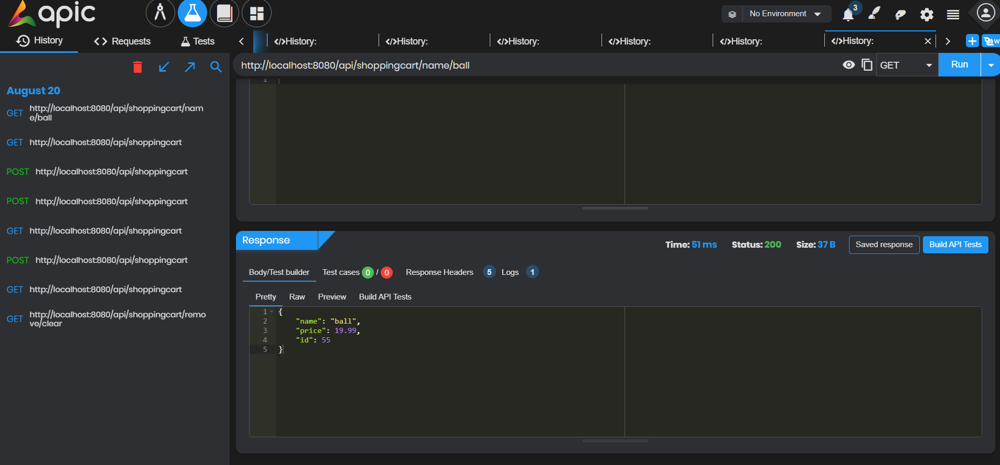 apic
No Environment
3
History
Requests
Tests
</>History:
</>History:
</>History:
</>History:
</>History:
</>History:
w
http://localhost:8080/api/shoppingcart/name/ball
GET
Run
August 20
GET http://localhost:8080/api/shoppingcart/nam
e/ball
GET http://localhost:8080/api/shoppingcart
POST http://localhost:8080/api/shoppingcart
POST http://localhost:8080/api/shoppingcart
GET http://localhost:8080/api/shoppingcart
POST http://localhost:8080/api/shoppingcart
GET http://localhost:8080/api/shoppingcart
GET http://localhost:8080/api/shoppingcart/remo
ve/clear
1
Response
Time: 51 ms
Status: 200
Size: 37 B
Saved response
Build API Tests
Body/Test builder
Test cases 0 / 0
Response Headers 5
Logs 1
Pretty
Raw
Preview
Build API Tests
1 {
2 "name": "ball",
3 "price": 19.99,
4 "id": 55
5 }